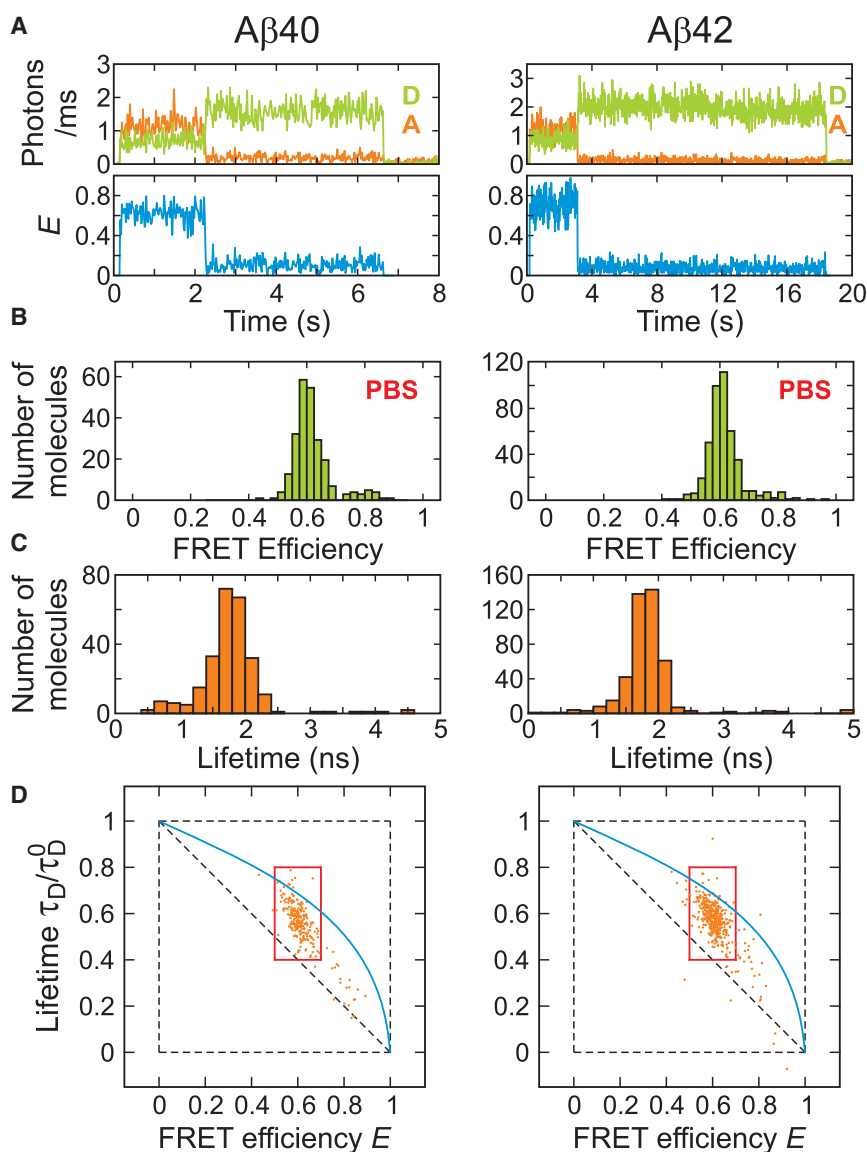 Aβ40 Aβ42
A
Photons /ms
3
2
1
0
D
A
3
2
1
0
D
A
E
0.8
0.4
0
0 2 4 6 8
Time (s)
0.8
0.4
0
0 4 8 12 16 20
Time (s)
B
Number of molecules
60
40
20
0
PBS
0 0.2 0.4 0.6 0.8 1
FRET Efficiency
120
80
40
0
PBS
0 0.2 0.4 0.6 0.8 1
FRET Efficiency
C
Number of molecules
80
40
0
0 1 2 3 4 5
Lifetime (ns)
160
120
80
40
0
0 1 2 3 4 5
Lifetime (ns)
D
Lifetime τD/τD0
1
0.8
0.6
0.4
0.2
0
0 0.2 0.4 0.6 0.8 1
FRET efficiency E
1
0.8
0.6
0.4
0.2
0
0 0.2 0.4 0.6 0.8 1
FRET efficiency E